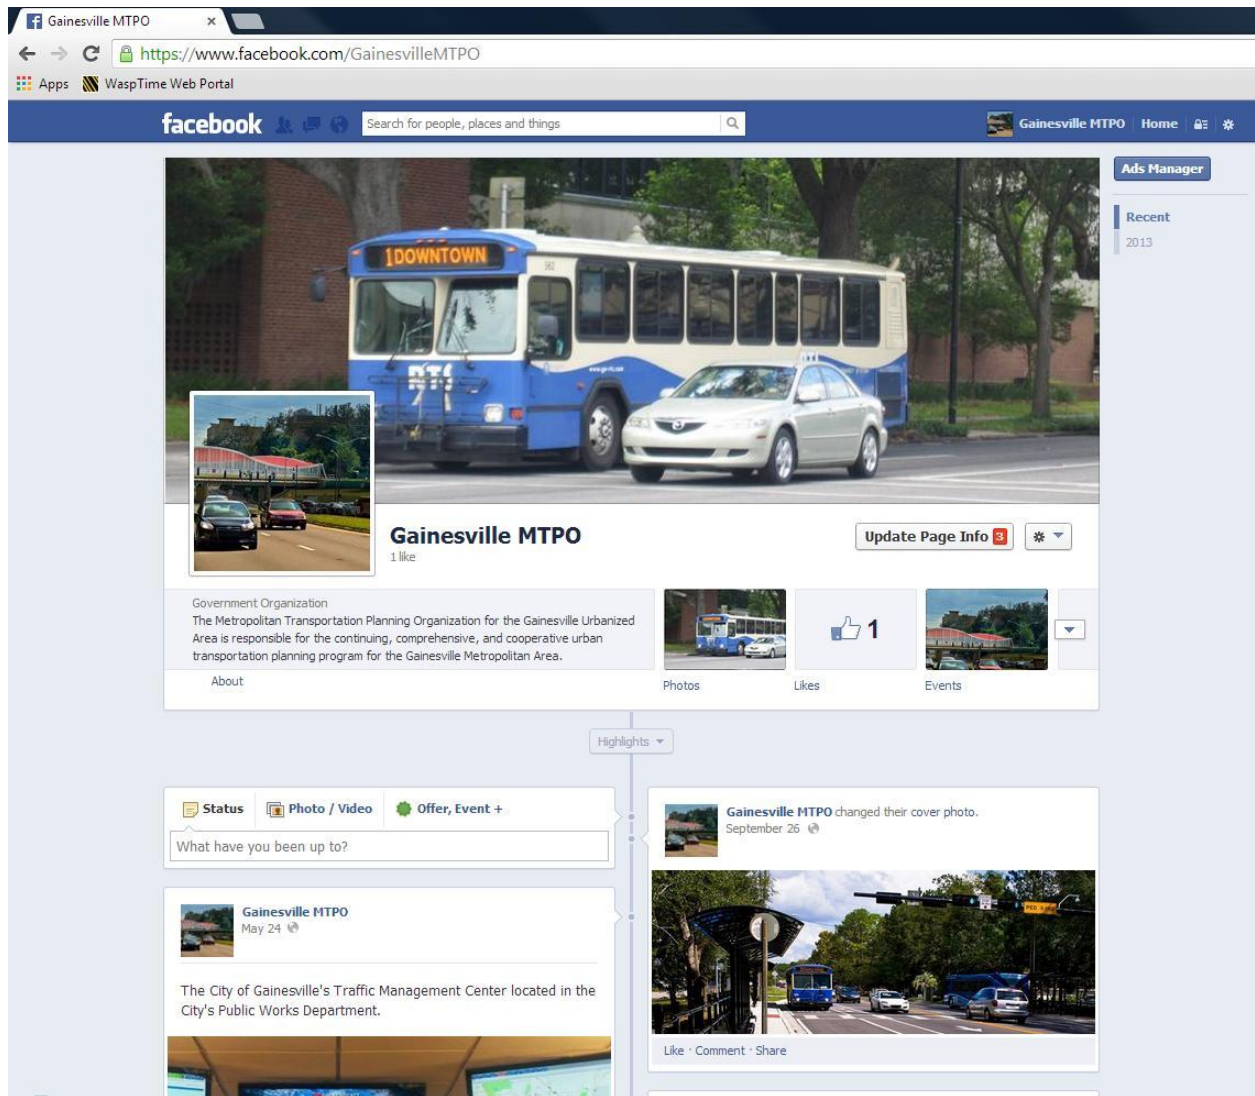 Gainesville MTPO
https://www.facebook.com/GainesvilleMTPO
Apps WaspTime Web Portal
facebook Search for people, places and things Gainesville MTPO Home
Ads Manager
Recent
2013
1DOWNTOWN
RTS
Gainesville MTPO
1 like
Update Page Info 3
Government Organization
The Metropolitan Transportation Planning Organization for the Gainesville Urbanized
Area is responsible for the continuing, comprehensive, and cooperative urban
transportation planning program for the Gainesville Metropolitan Area.
About
1
Photos Likes Events
Highlights
Status Photo / Video Offer, Event +
What have you been up to?
Gainesville MTPO
May 24
The City of Gainesville's Traffic Management Center located in the
City's Public Works Department.
Gainesville MTPO changed their cover photo.
September 26
Like · Comment · Share